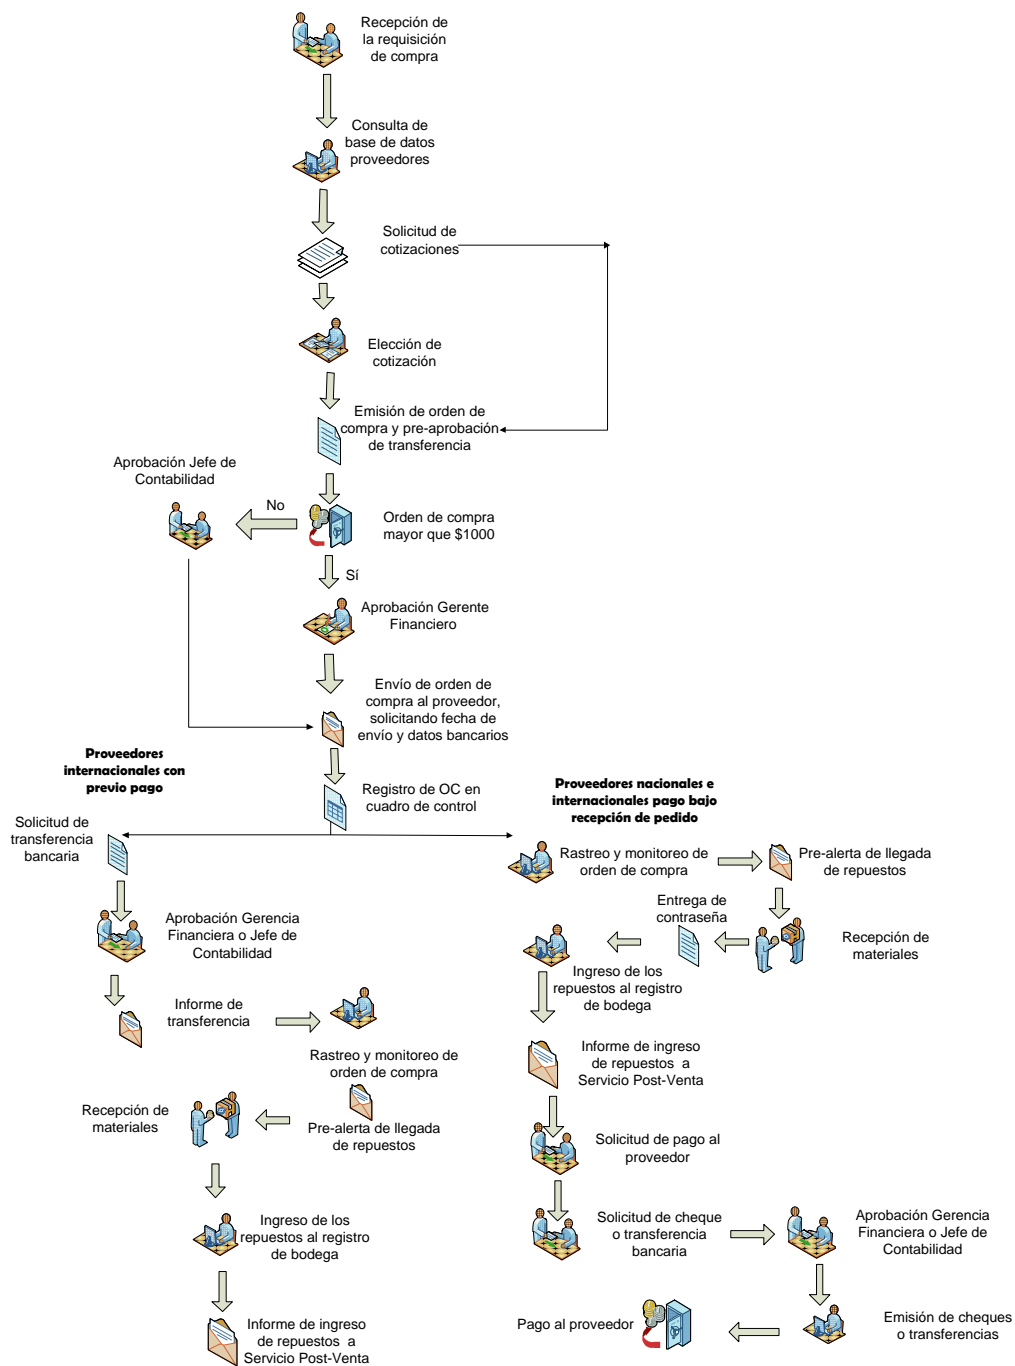 Recepción de
la requisición
de compra
Consulta de
base de datos
proveedores
Solicitud de
cotizaciones
Elección de
cotización
Emisión de orden de
compra y pre-aprobación
de transferencia
Aprobación Jefe de
Contabilidad
No
Orden de compra
mayor que $1000
Sí
Aprobación Gerente
Financiero
Envío de orden de
compra al proveedor,
solicitando fecha de
envío y datos bancarios
Proveedores
internacionales con
previo pago
Registro de OC en
cuadro de control
Proveedores nacionales e
internacionales pago bajo
recepción de pedido
Solicitud de
transferencia
bancaria
Aprobación Gerencia
Financiera o Jefe de
Contabilidad
Informe de
transferencia
Rastreo y monitoreo de
orden de compra
Pre-alerta de llegada
de repuestos
Recepción de
materiales
Ingreso de los
repuestos al registro
de bodega
Informe de ingreso
de repuestos a
Servicio Post-Venta
Rastreo y monitoreo de
orden de compra
Pre-alerta de llegada
de repuestos
Entrega de
contraseña
Recepción de
materiales
Ingreso de los
repuestos al registro
de bodega
Informe de ingreso
de repuestos a
Servicio Post-Venta
Solicitud de pago al
proveedor
Solicitud de cheque
o transferencia
bancaria
Aprobación Gerencia
Financiera o Jefe de
Contabilidad
Emisión de cheques
o transferencias
Pago al proveedor